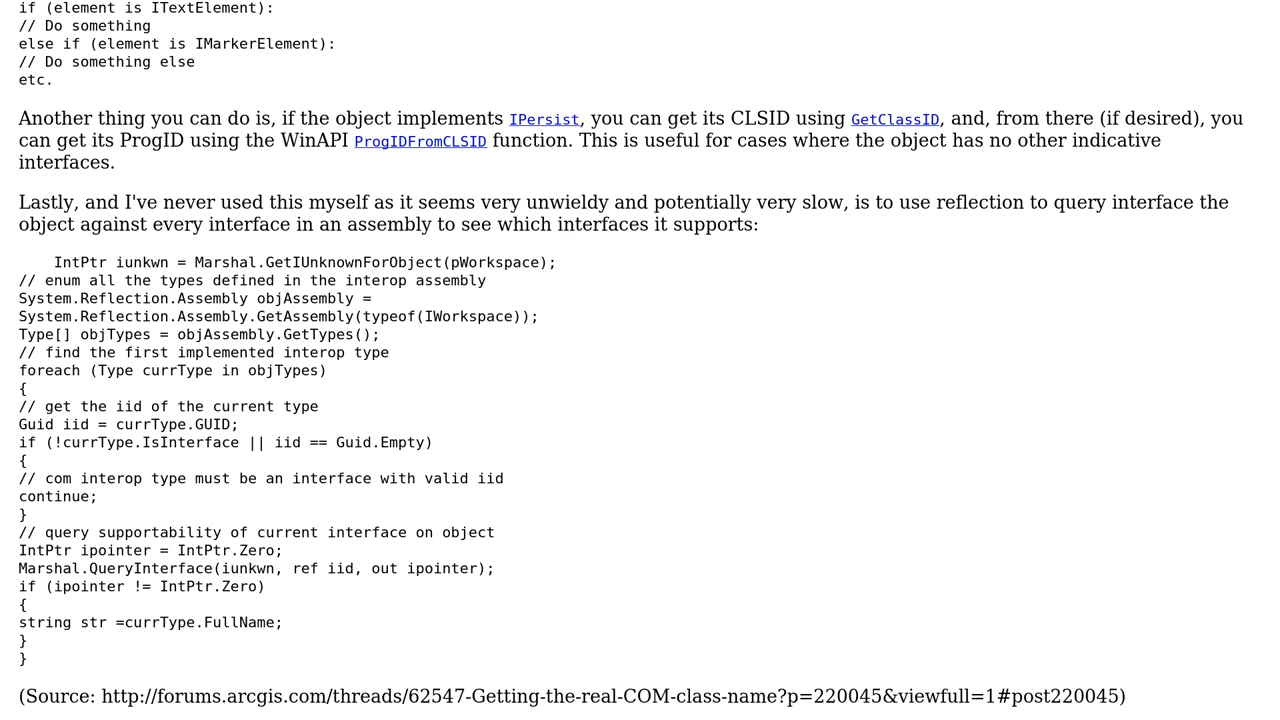 if (element is ITextElement):
// Do something
else if (element is IMarkerElement):
// Do something else
etc.
Another thing you can do is, if the object implements IPersist, you can get its CLSID using GetClassID, and, from there (if desired), you
can get its ProgID using the WinAPI ProgIDFromCLSID function. This is useful for cases where the object has no other indicative
interfaces.
Lastly, and I've never used this myself as it seems very unwieldy and potentially very slow, is to use reflection to query interface the
object against every interface in an assembly to see which interfaces it supports:
    IntPtr iunkwn = Marshal.GetIUnknownForObject(pWorkspace);
// enum all the types defined in the interop assembly
System.Reflection.Assembly objAssembly =
System.Reflection.Assembly.GetAssembly(typeof(IWorkspace));
Type[] objTypes = objAssembly.GetTypes();
// find the first implemented interop type
foreach (Type currType in objTypes)
{
// get the iid of the current type
Guid iid = currType.GUID;
if (!currType.IsInterface || iid == Guid.Empty)
{
// com interop type must be an interface with valid iid
continue;
}
// query supportability of current interface on object
IntPtr ipointer = IntPtr.Zero;
Marshal.QueryInterface(iunkwn, ref iid, out ipointer);
if (ipointer != IntPtr.Zero)
{
string str =currType.FullName;
}
}
(Source: http://forums.arcgis.com/threads/62547-Getting-the-real-COM-class-name?p=220045&viewfull=1#post220045)